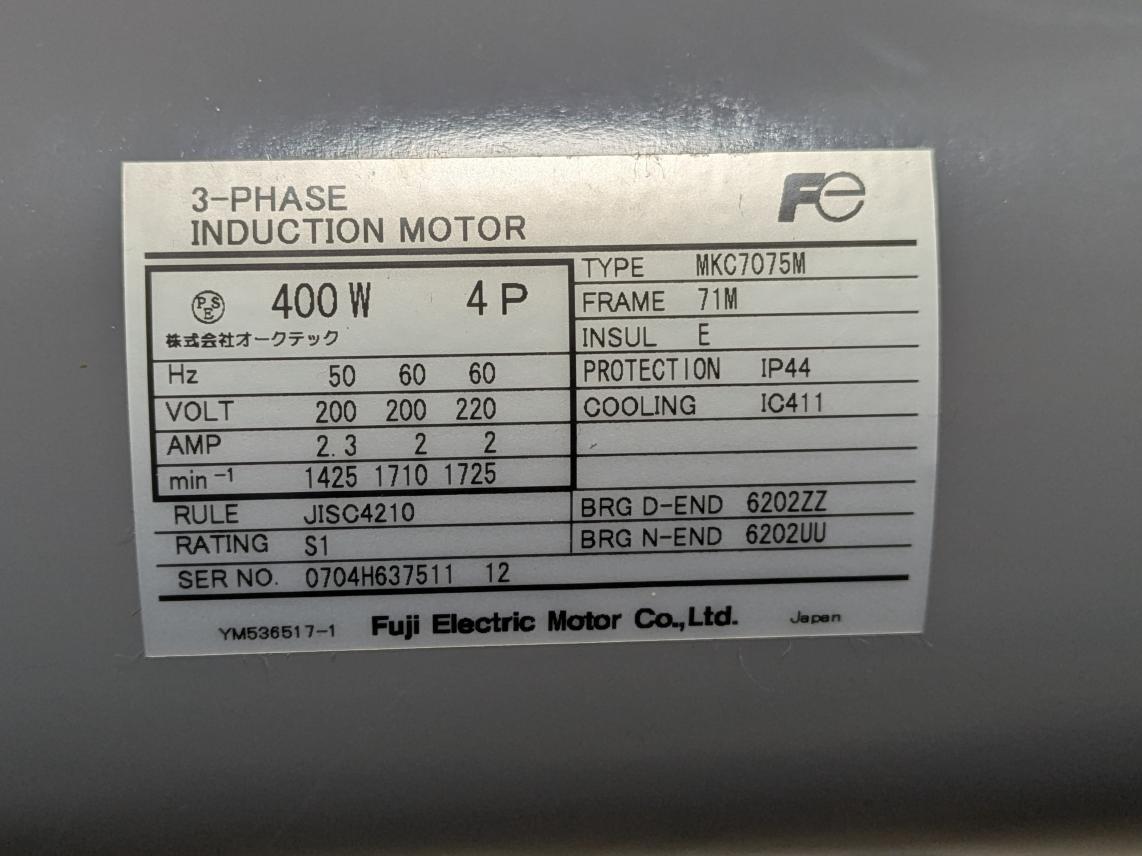 3-PHASE
INDUCTION MOTOR
Fe
PSE 400W 4P
株式会社オークテック
Hz 50 60 60
VOLT 200 200 220
AMP 2.3 2 2
min⁻¹ 1425 1710 1725
TYPE MKC7075M
FRAME 71M
INSUL E
PROTECTION IP44
COOLING IC411
RULE JISC4210
RATING S1
BRG D-END 6202ZZ
BRG N-END 6202UU
SER NO. 0704H637511 12
YM536517-1 Fuji Electric Motor Co.,Ltd. Japan